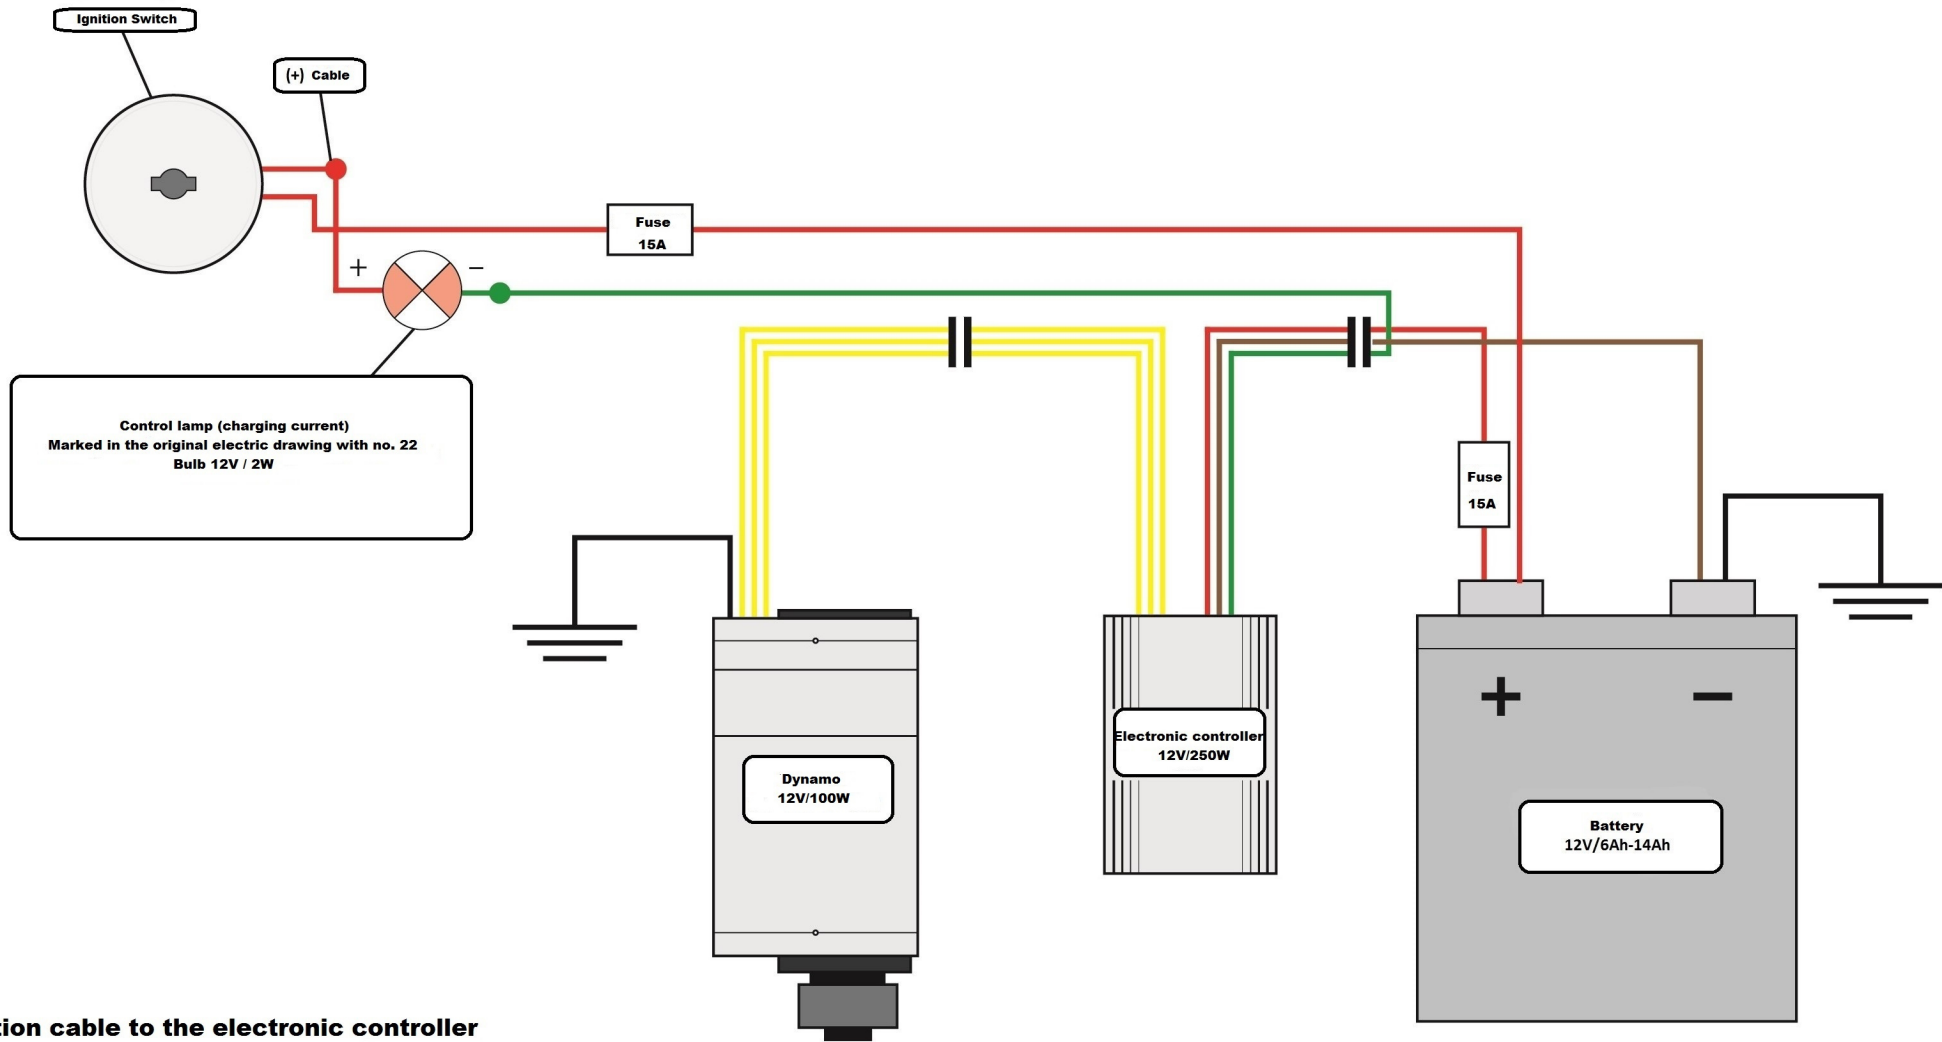 Ignition Switch
(+) Cable
Fuse
15A
+
−
Control lamp (charging current)
Marked in the original electric drawing with no. 22
Bulb 12V / 2W
Fuse
15A
+
−
Electronic controller
12V/250W
Dynamo
12V/100W
Battery
12V/6Ah-14Ah
cable to the electronic controller